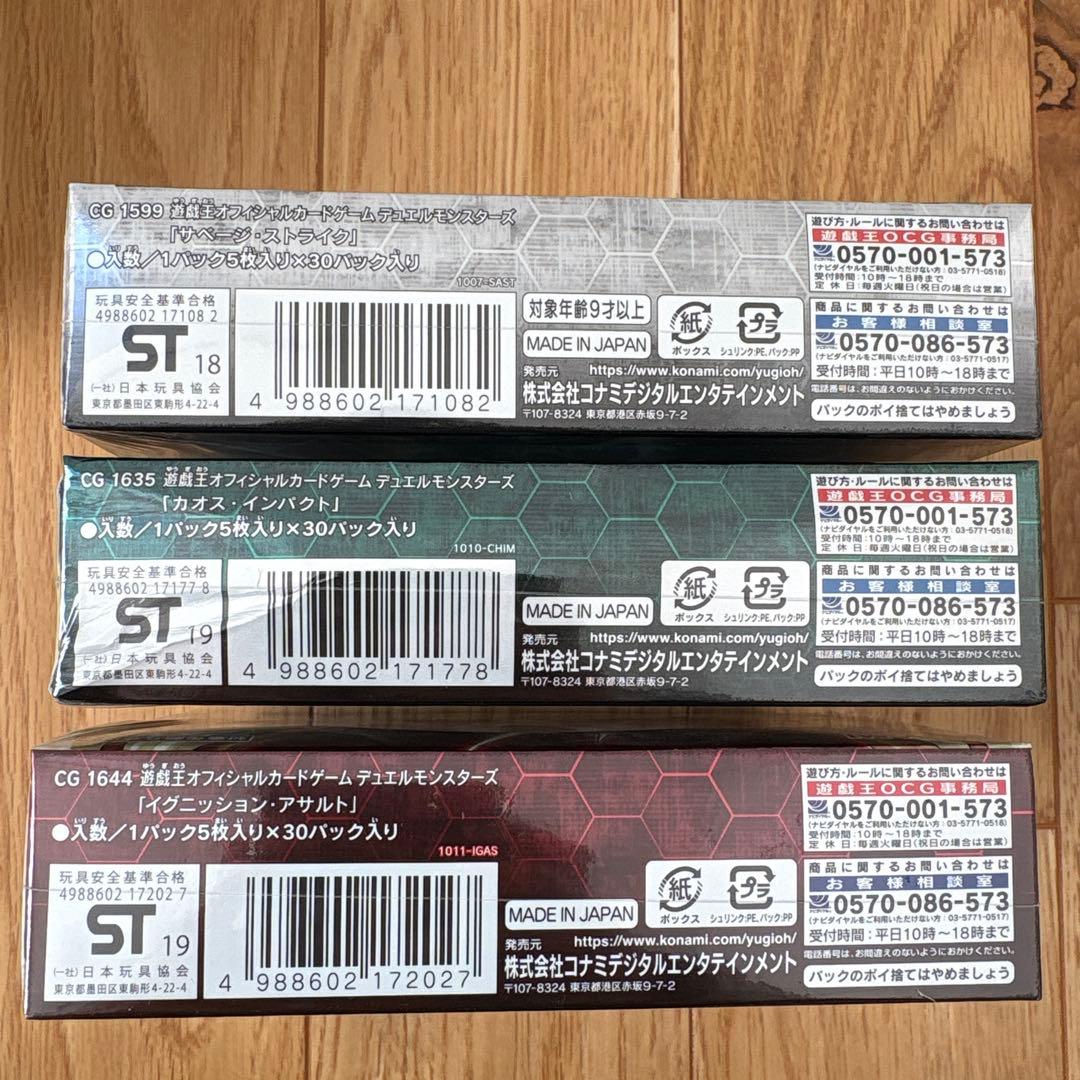 CG 1599 遊戯王オフィシャルカードゲーム デュエルモンスターズ
「サベージ・ストライク」
●入数/1パック5枚入り×30パック入り
1007-SAST
玩具安全基準合格
4988602 17108 2
ST 18
(一社)日本玩具協会
東京都墨田区東駒形4-22-4
4 988602 171082
対象年齢9才以上
MADE IN JAPAN
紙
ボックス
プラ
シュリンク:PE,パック:PP
発売元 https://www.konami.com/yugioh/
株式会社コナミデジタルエンタテインメント
〒107-8324 東京都港区赤坂9-7-2
遊び方・ルールに関するお問い合わせは
遊戯王OCG事務局
0570-001-573
(ナビダイヤルをご利用いただけない方:03-5771-0518)
受付時間:10時〜18時まで
定休日:毎週火曜日(祝日の場合は営業)
商品に関するお問い合わせは
お客様相談室
0570-086-573
(ナビダイヤルをご利用いただけない方:03-5771-0517)
受付時間:平日10時〜18時まで
電話番号は、お間違えのないようにおかけください。
パックのポイ捨てはやめましょう
CG 1635 遊戯王オフィシャルカードゲーム デュエルモンスターズ
「カオス・インパクト」
●入数/1パック5枚入り×30パック入り
1010-CHIM
玩具安全基準合格
4988602 17177 8
ST 19
(一社)日本玩具協会
東京都墨田区東駒形4-22-4
4 988602 171778
MADE IN JAPAN
紙
ボックス
プラ
シュリンク:PE,パック:PP
発売元 https://www.konami.com/yugioh/
株式会社コナミデジタルエンタテインメント
〒107-8324 東京都港区赤坂9-7-2
遊び方・ルールに関するお問い合わせは
遊戯王OCG事務局
0570-001-573
(ナビダイヤルをご利用いただけない方:03-5771-0518)
受付時間:10時〜18時まで
定休日:毎週火曜日(祝日の場合は営業)
商品に関するお問い合わせは
お客様相談室
0570-086-573
(ナビダイヤルをご利用いただけない方:03-5771-0517)
受付時間:平日10時〜18時まで
電話番号は、お間違えのないようにおかけください。
パックのポイ捨てはやめましょう
CG 1644 遊戯王オフィシャルカードゲーム デュエルモンスターズ
「イグニッション・アサルト」
●入数/1パック5枚入り×30パック入り
1011-IGAS
玩具安全基準合格
4988602 17202 7
ST 19
(一社)日本玩具協会
東京都墨田区東駒形4-22-4
4 988602 172027
MADE IN JAPAN
紙
ボックス
プラ
シュリンク:PE,パック:PP
発売元 https://www.konami.com/yugioh/
株式会社コナミデジタルエンタテインメント
〒107-8324 東京都港区赤坂9-7-2
遊び方・ルールに関するお問い合わせは
遊戯王OCG事務局
0570-001-573
(ナビダイヤルをご利用いただけない方:03-5771-0518)
受付時間:10時〜18時まで
定休日:毎週火曜日(祝日の場合は営業)
商品に関するお問い合わせは
お客様相談室
0570-086-573
(ナビダイヤルをご利用いただけない方:03-5771-0517)
受付時間:平日10時〜18時まで
電話番号は、お間違えのないようにおかけください。
パックのポイ捨てはやめましょう